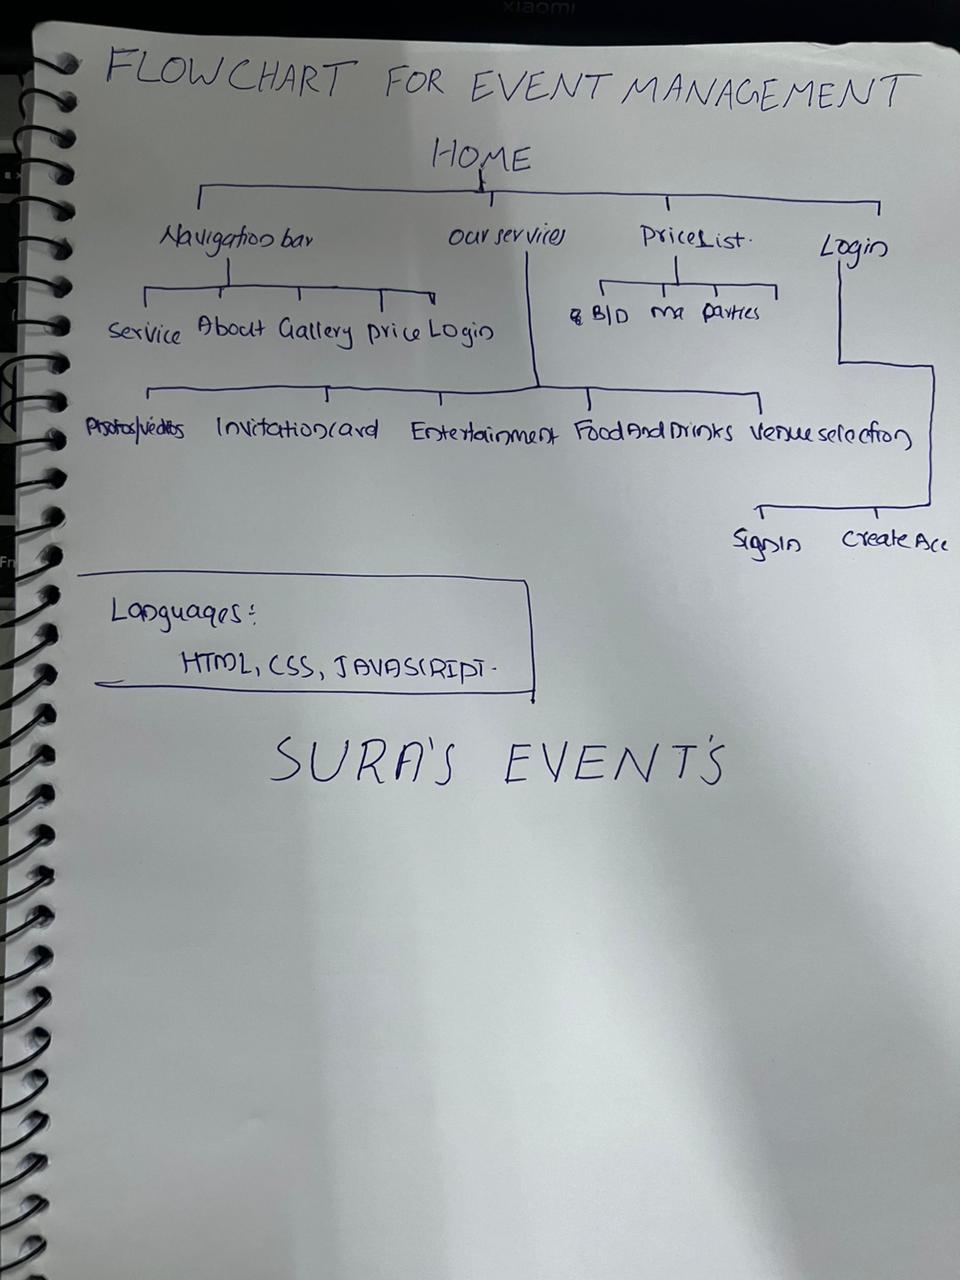 xiaomi
FLOWCHART FOR EVENT MANAGEMENT
HOME
Navigation bar our services priceList. Login
Service About Gallery price Login
B/D ma parties
Photos/vedios Invitationcard Entertainment Food And Drinks venue selection
SignIn Create Acc
Fn
Languages:
HTML, CSS, JAVASCRIPT.
SURA'S EVENT'S